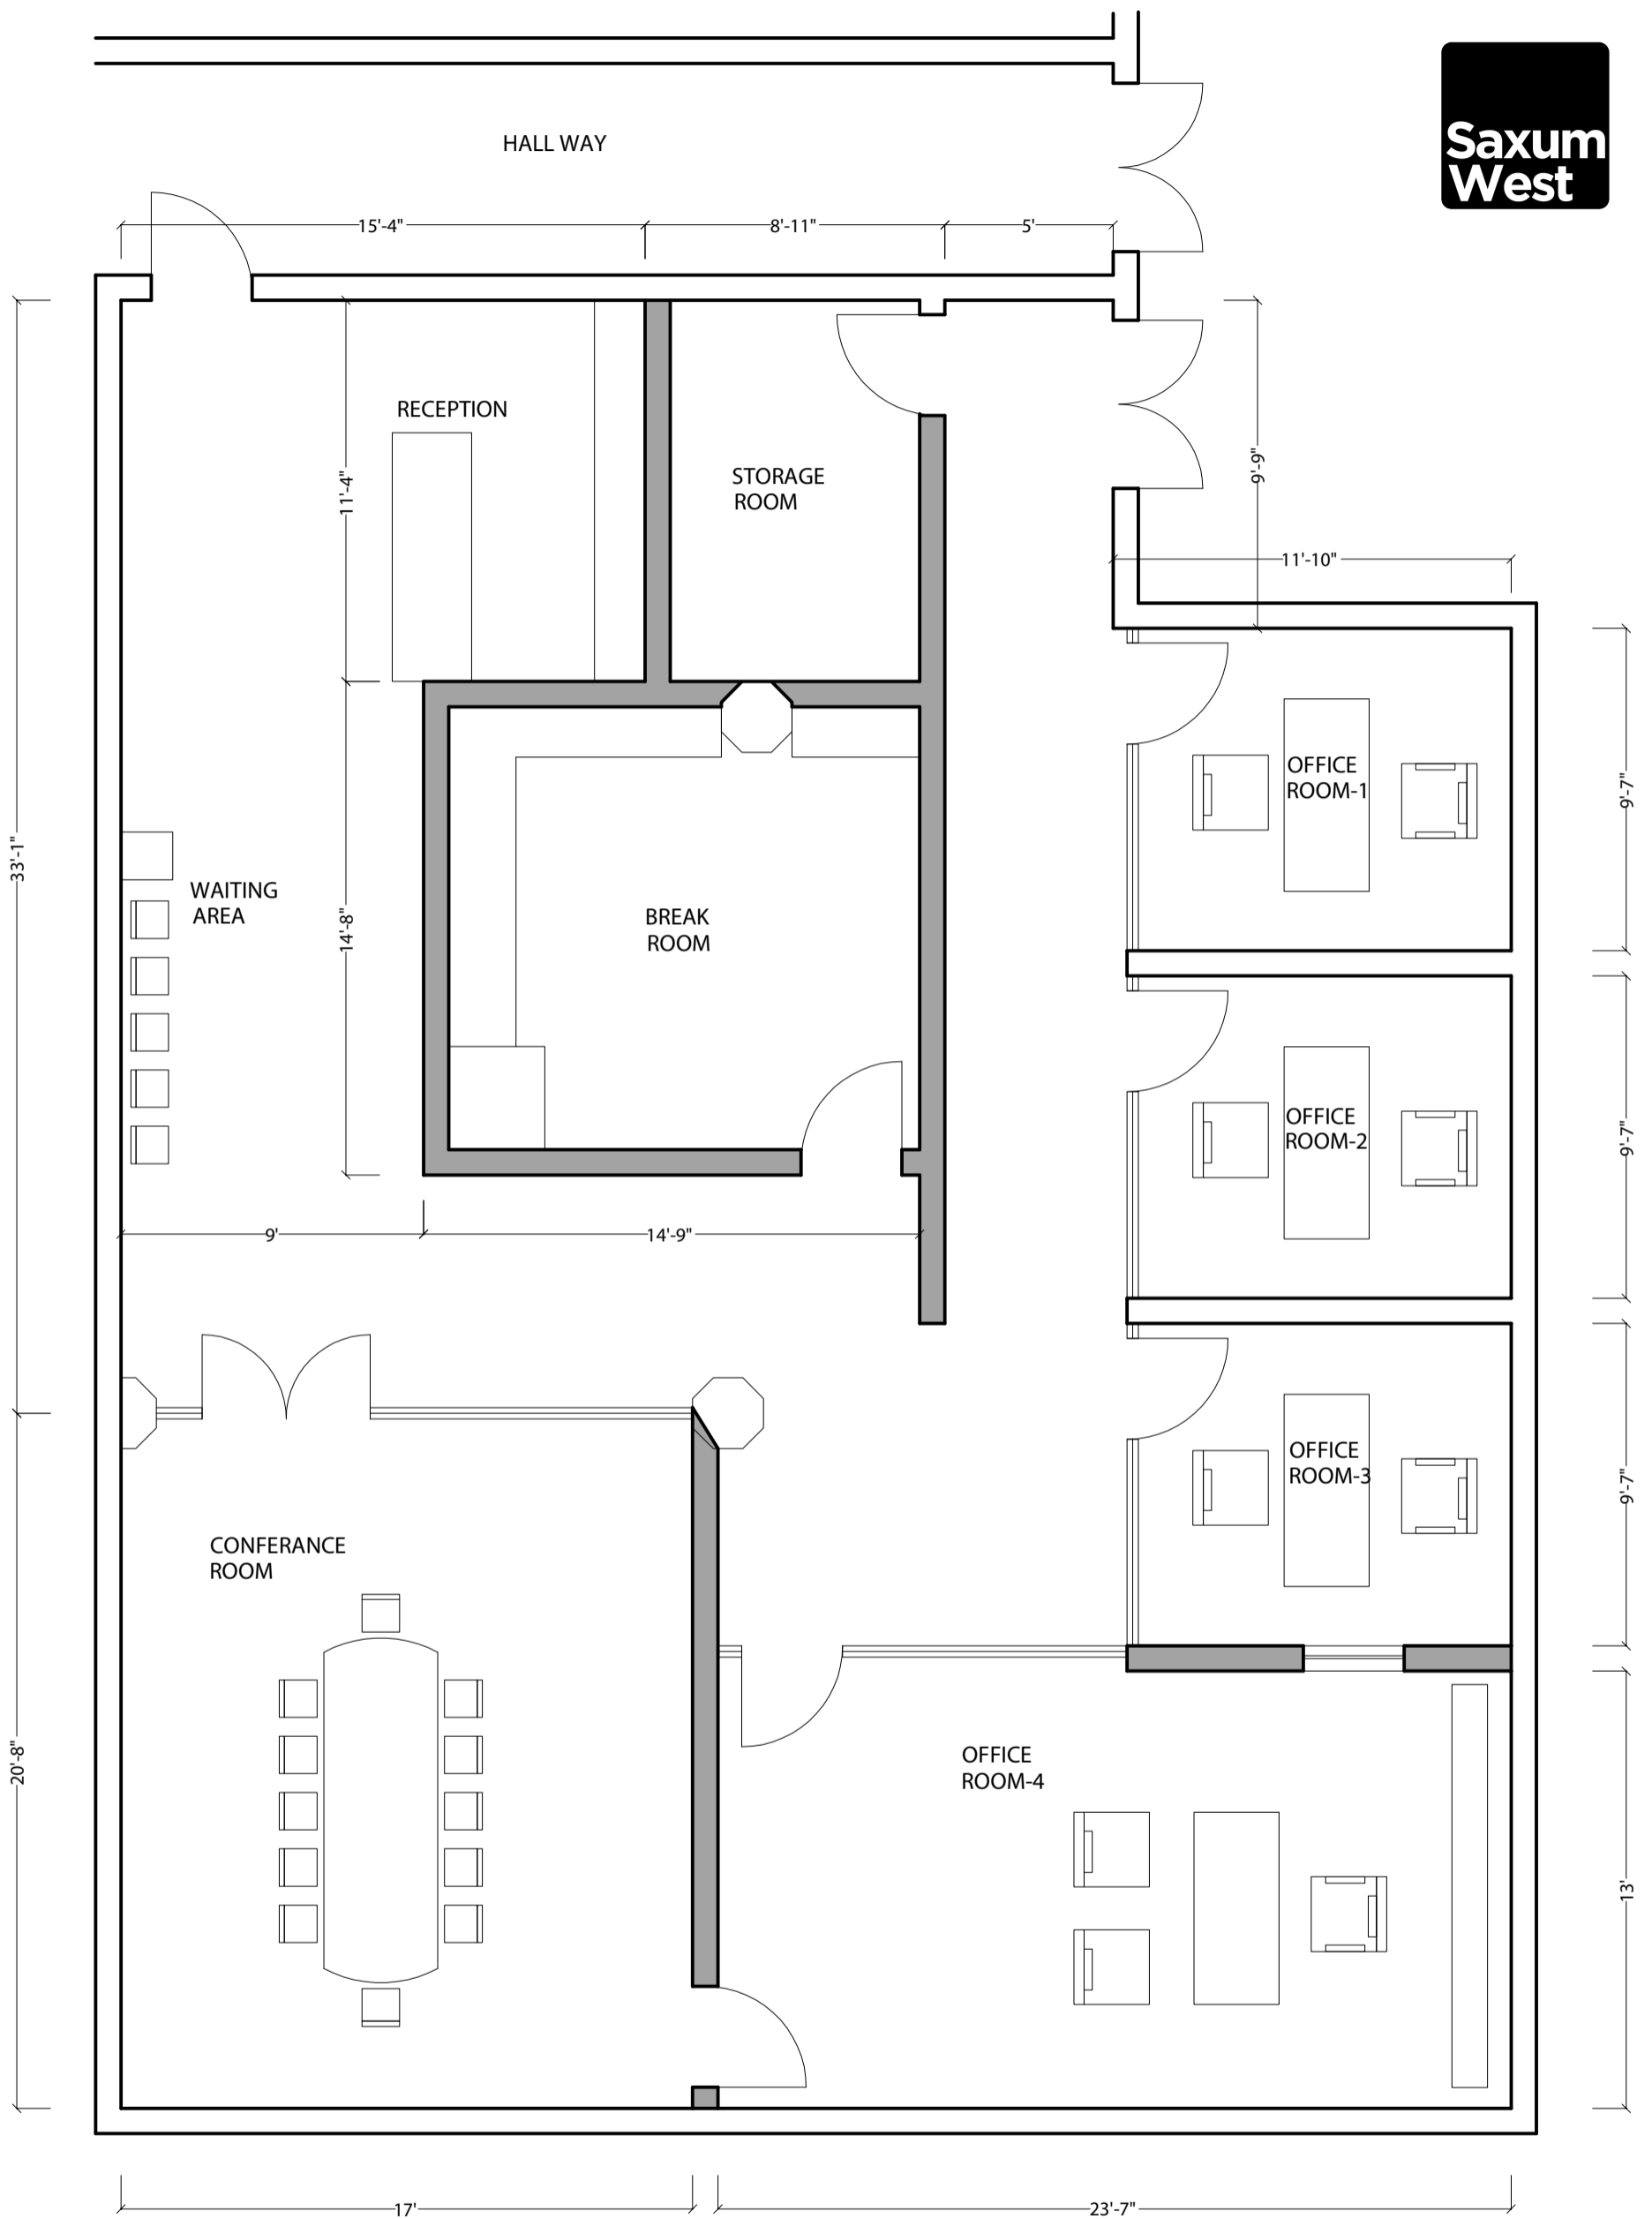 Saxum
West
HALL WAY
15'-4"
8'-11"
5'
RECEPTION
11'-4"
STORAGE
ROOM
9'-9"
11'-10"
OFFICE
ROOM-1
9'-7"
33'-1"
WAITING
AREA
14'-8"
BREAK
ROOM
OFFICE
ROOM-2
9'-7"
9'
14'-9"
OFFICE
ROOM-3
9'-7"
CONFERANCE
ROOM
20'-8"
OFFICE
ROOM-4
13'
17'
23'-7"